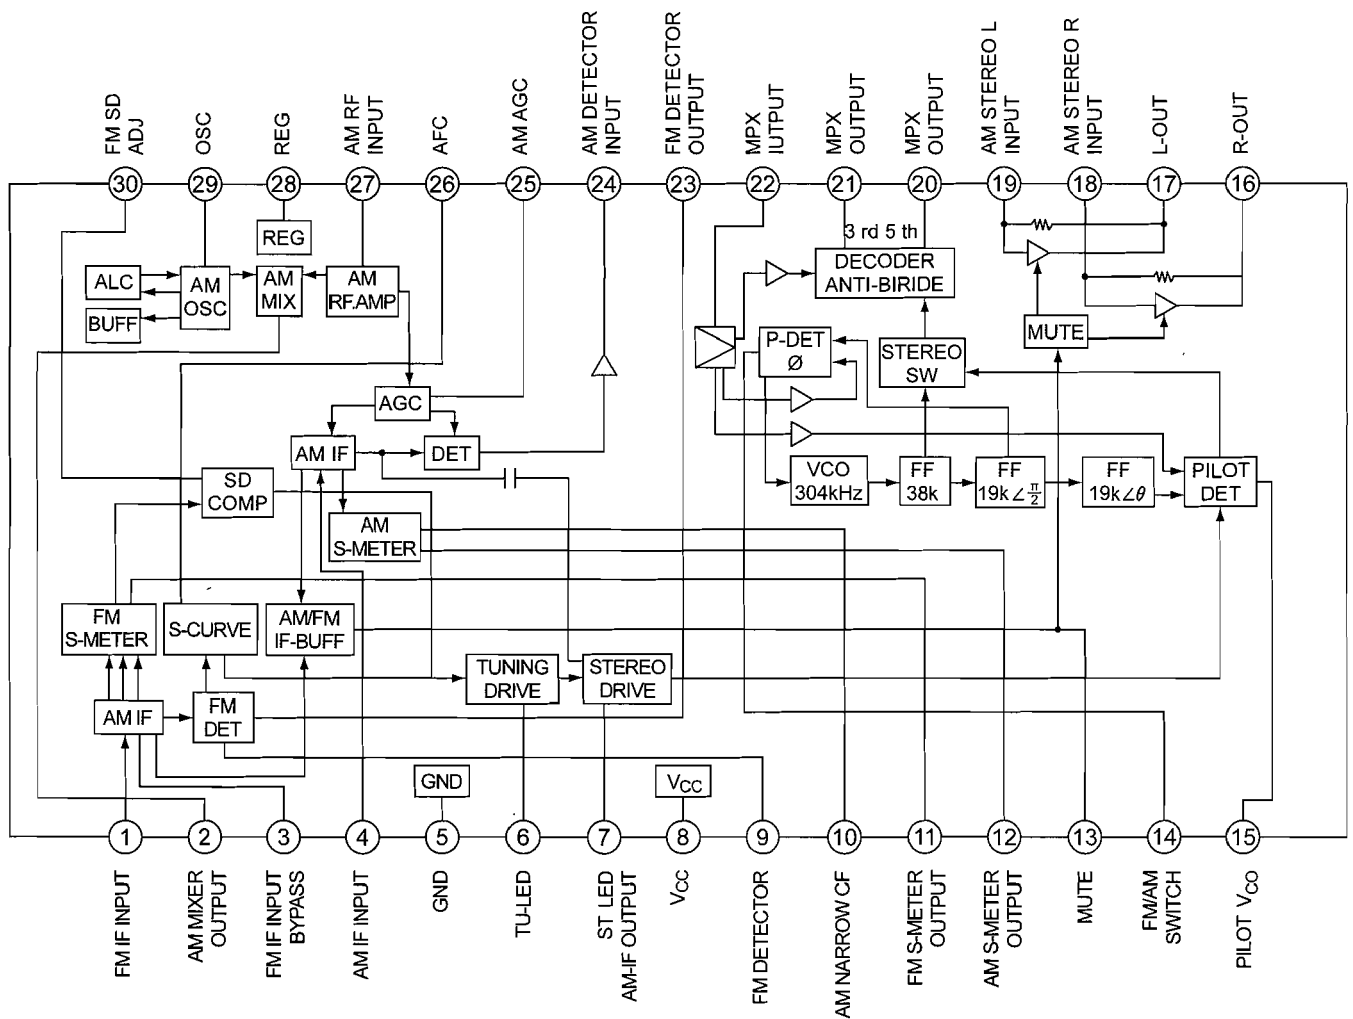 FM SD
ADJ
OSC
REG
AM RF
INPUT
AFC
AM AGC
AM DETECTOR
INPUT
FM DETECTOR
OUTPUT
MPX
IUTPUT
MPX
OUTPUT
MPX
OUTPUT
AM STEREO L
INPUT
AM STEREO R
INPUT
L-OUT
R-OUT
30
29
28
27
26
25
24
23
22
21
20
19
18
17
16
REG
3 rd 5 th
ALC
AM
OSC
AM
MIX
AM
RF.AMP
BUFF
DECODER
ANTI-BIRIDE
MUTE
P-DET
Ø
STEREO
SW
AGC
AM IF
DET
SD
COMP
VCO
304kHz
FF
38k
FF
19k∠π/2
FF
19k∠θ
PILOT
DET
AM
S-METER
FM
S-METER
S-CURVE
AM/FM
IF-BUFF
TUNING
DRIVE
STEREO
DRIVE
AM IF
FM
DET
GND
VCC
1
2
3
4
5
6
7
8
9
10
11
12
13
14
15
FM IF INPUT
AM MIXER
OUTPUT
FM IF INPUT
BYPASS
AM IF INPUT
GND
TU-LED
ST LED
AM-IF OUTPUT
VCC
FM DETECTOR
AM NARROW CF
FM S-METER
OUTPUT
AM S-METER
OUTPUT
MUTE
FM/AM
SWITCH
PILOT VCO